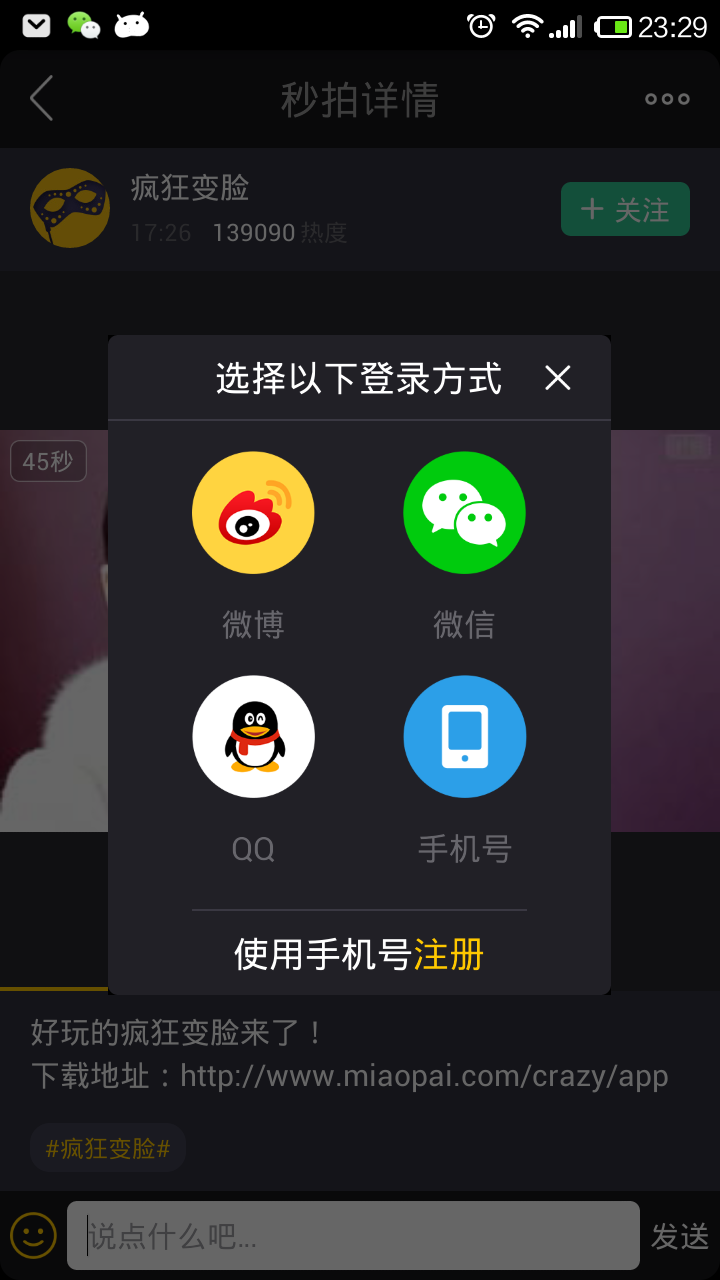 23:29
秒拍详情
疯狂变脸
17:26 139090 热度
+ 关注
选择以下登录方式
45秒
微博
微信
QQ
手机号
使用手机号注册
好玩的疯狂变脸来了！
下载地址：http://www.miaopai.com/crazy/app
#疯狂变脸#
说点什么吧...
发送